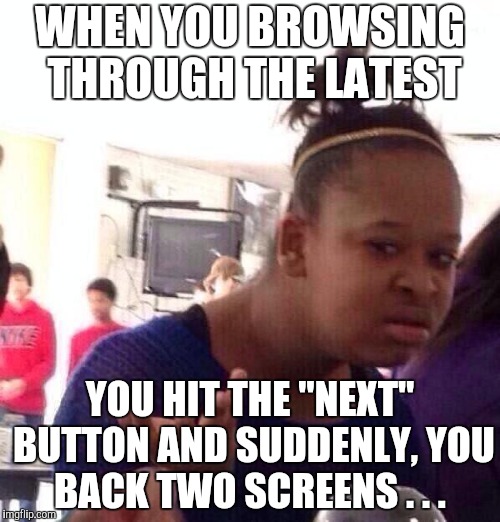 WHEN YOU BROWSING
THROUGH THE LATEST
NIKE
YOU HIT THE "NEXT"
BUTTON AND SUDDENLY, YOU
BACK TWO SCREENS . . .
imgflip.com